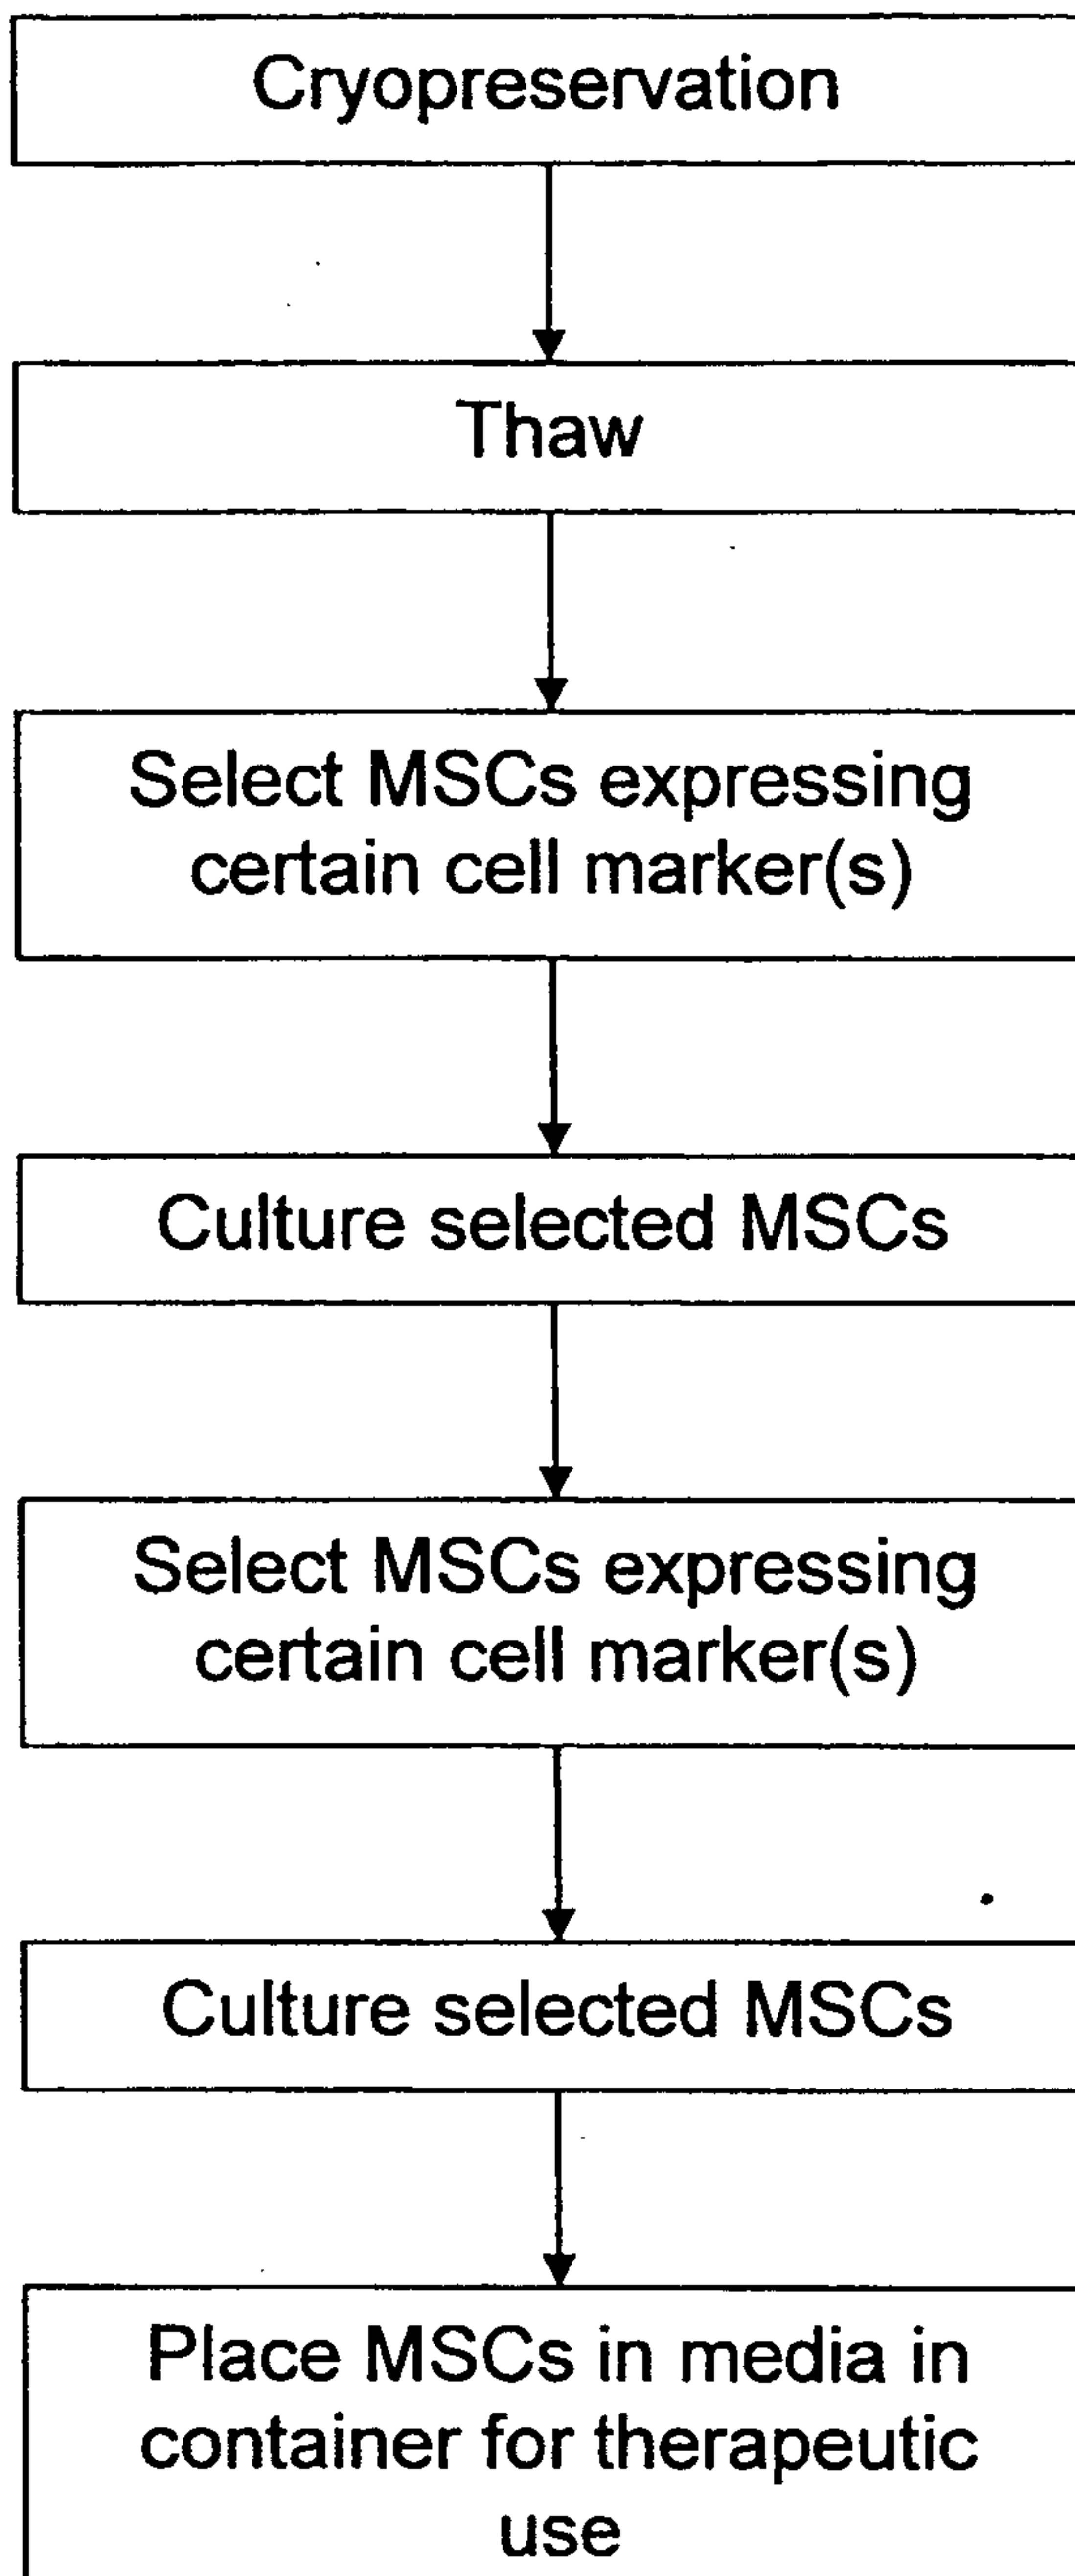 Cryopreservation
Thaw
Select MSCs expressing
certain cell marker(s)
Culture selected MSCs
Select MSCs expressing
certain cell marker(s)
Culture selected MSCs
Place MSCs in media in
container for therapeutic
use